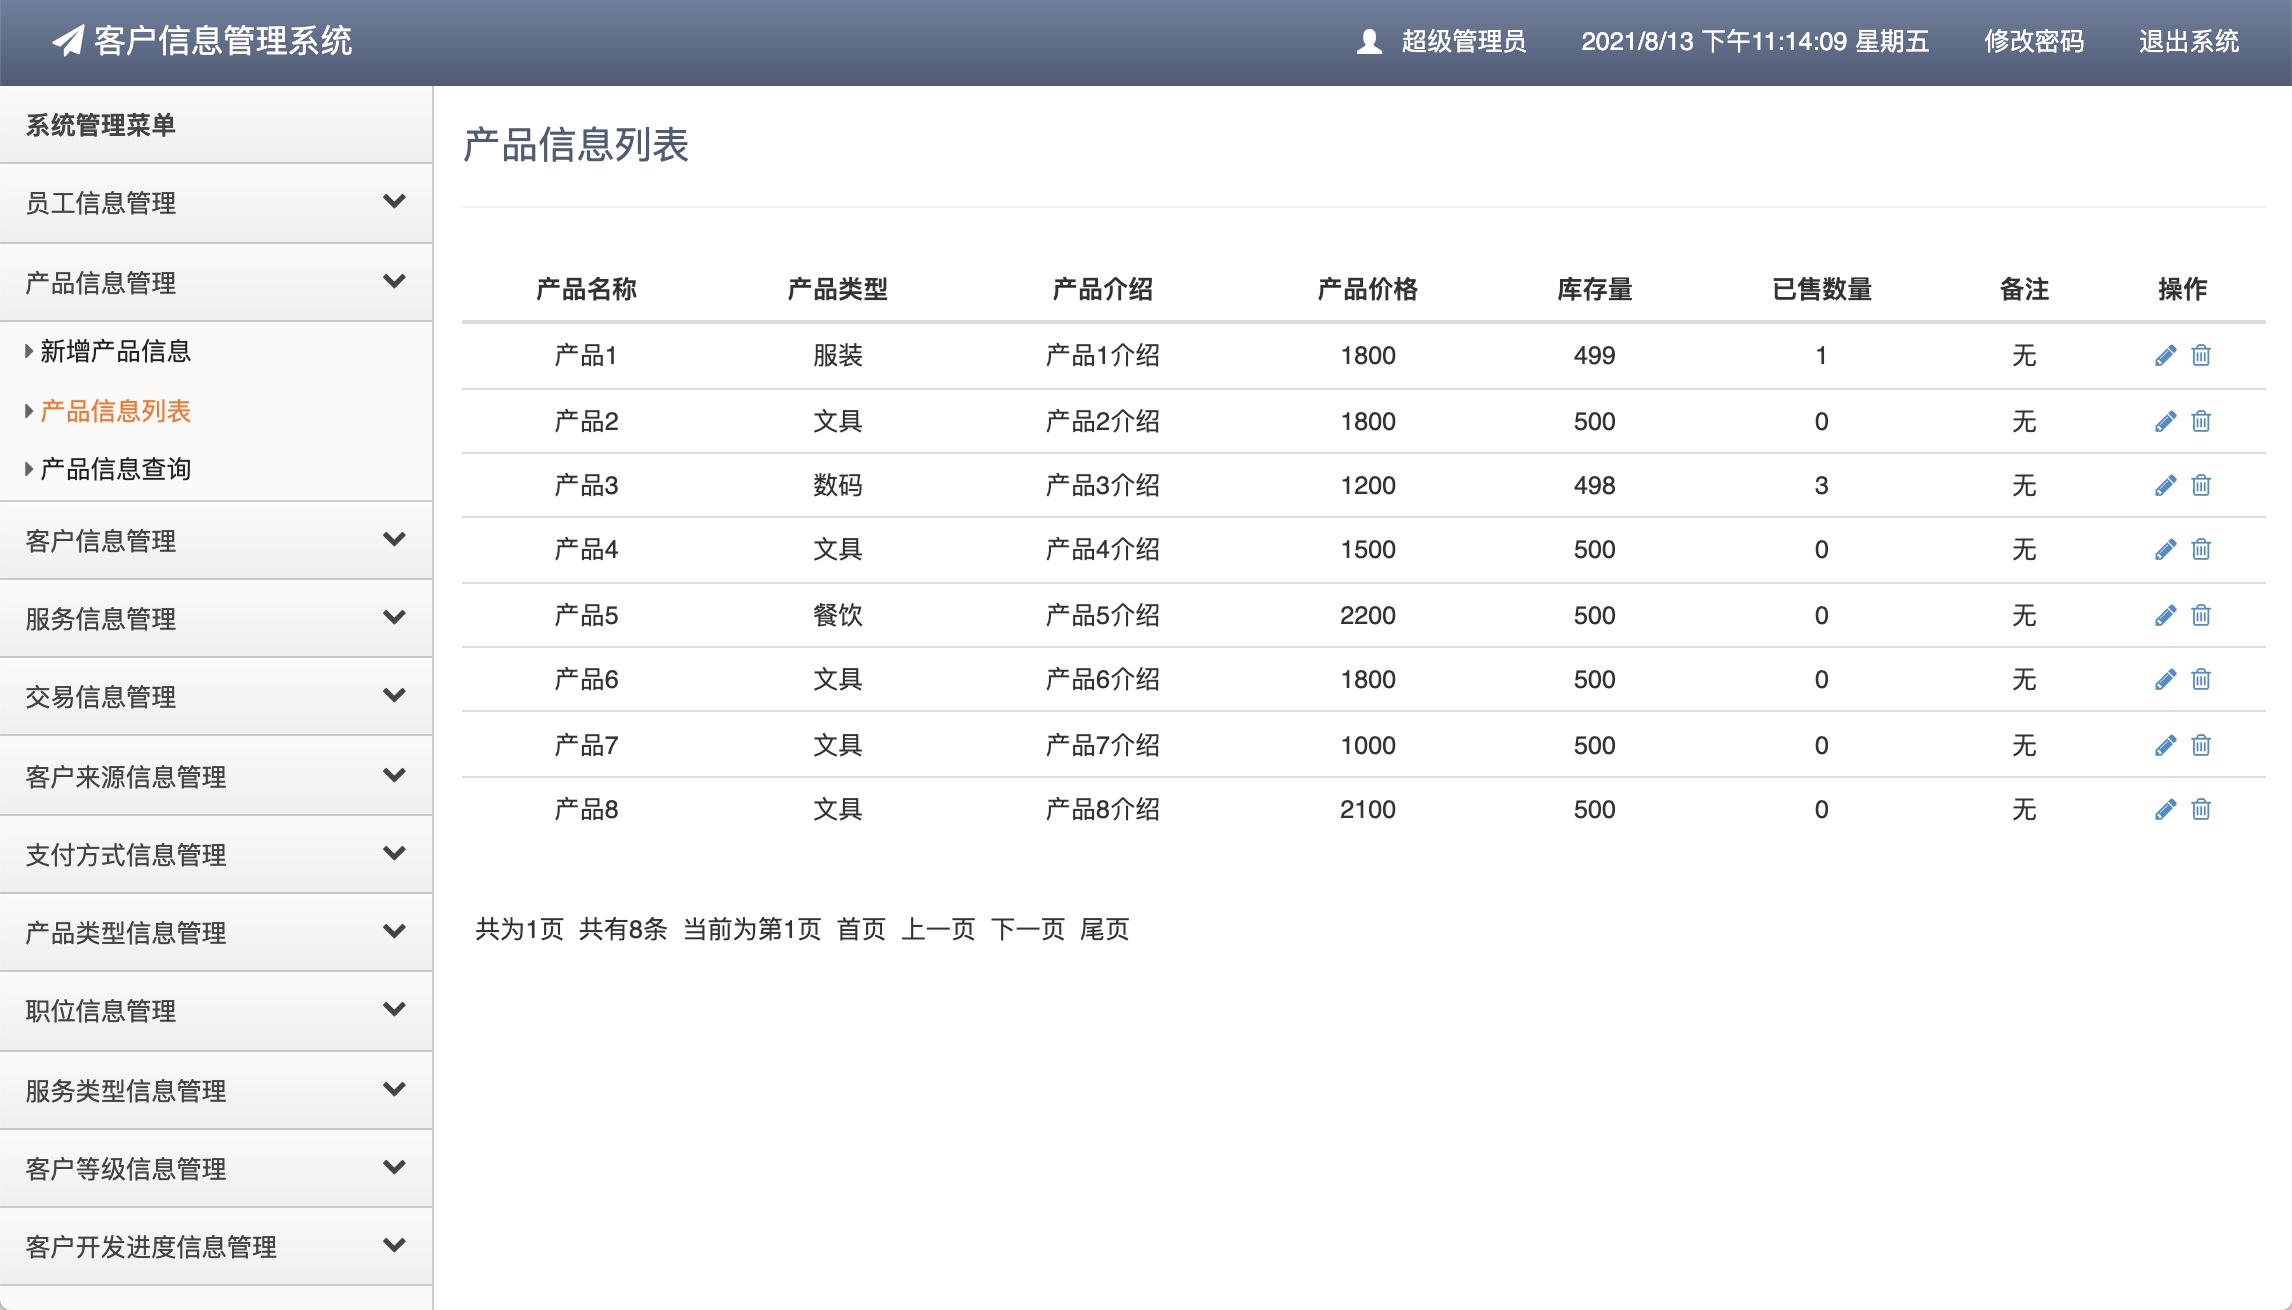 客户信息管理系统
超级管理员 2021/8/13 下午11:14:09 星期五 修改密码 退出系统
系统管理菜单
员工信息管理
产品信息管理
新增产品信息
产品信息列表
产品信息查询
客户信息管理
服务信息管理
交易信息管理
客户来源信息管理
支付方式信息管理
产品类型信息管理
职位信息管理
服务类型信息管理
客户等级信息管理
客户开发进度信息管理
产品信息列表
产品名称 产品类型 产品介绍 产品价格 库存量 已售数量 备注 操作
产品1 服装 产品1介绍 1800 499 1 无
产品2 文具 产品2介绍 1800 500 0 无
产品3 数码 产品3介绍 1200 498 3 无
产品4 文具 产品4介绍 1500 500 0 无
产品5 餐饮 产品5介绍 2200 500 0 无
产品6 文具 产品6介绍 1800 500 0 无
产品7 文具 产品7介绍 1000 500 0 无
产品8 文具 产品8介绍 2100 500 0 无
共为1页 共有8条 当前为第1页 首页 上一页 下一页 尾页